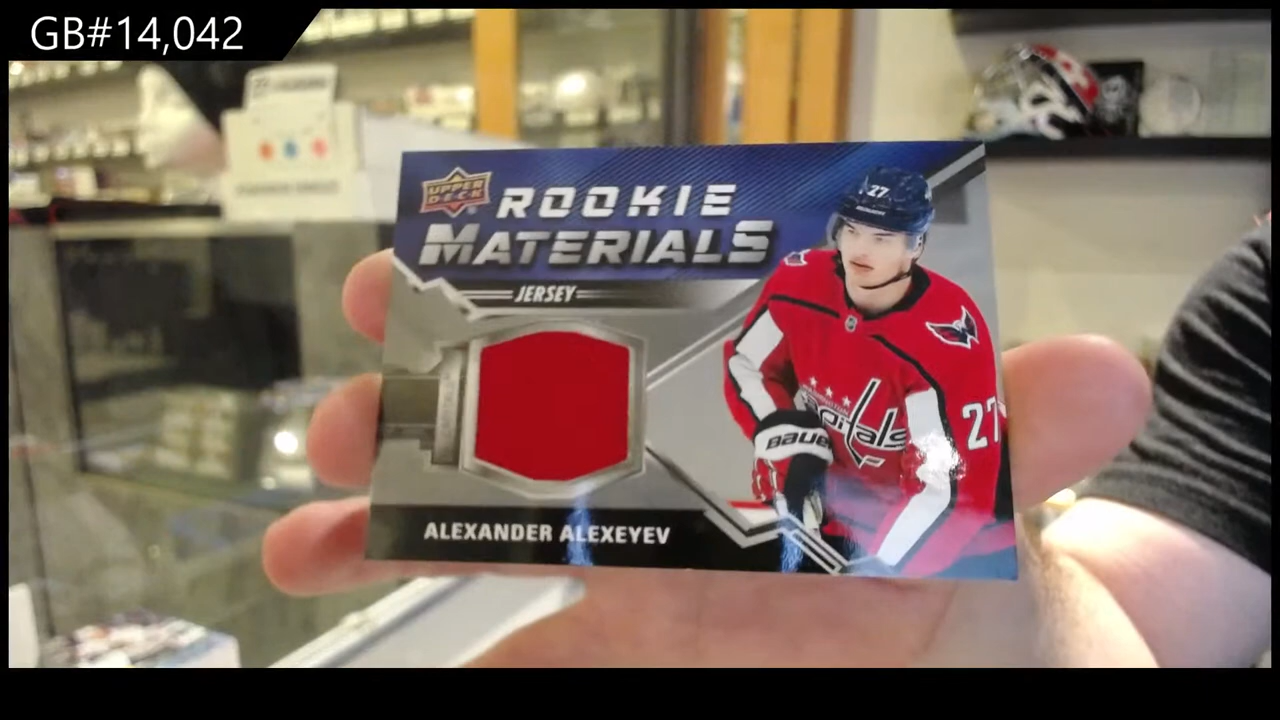 GB#14,042
UPPER
DECK
ROOKIE
MATERIALS
JERSEY
27
Capitals
BAUER
27
ALEXANDER ALEXEYEV